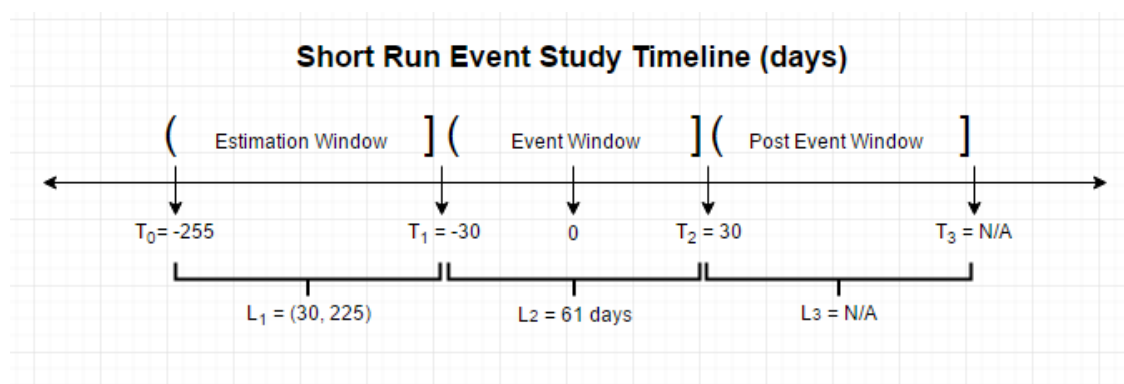 Short Run Event Study Timeline (days)
( Estimation Window ] ( Event Window ] ( Post Event Window ]
T₀= -255 T₁ = -30 0 T₂ = 30 T₃ = N/A
L₁ = (30, 225) L2 = 61 days L3 = N/A